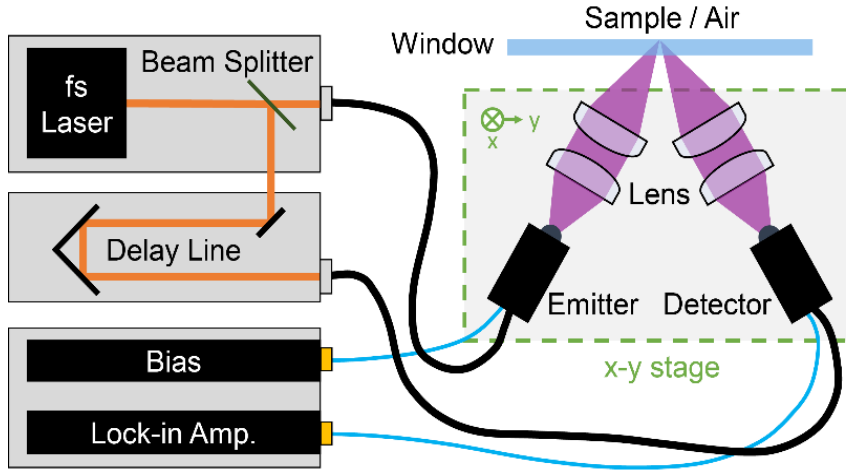 Sample / Air
Window
Beam Splitter
fs
Laser
x
y
Lens
Delay Line
Emitter
Detector
Bias
x-y stage
Lock-in Amp.